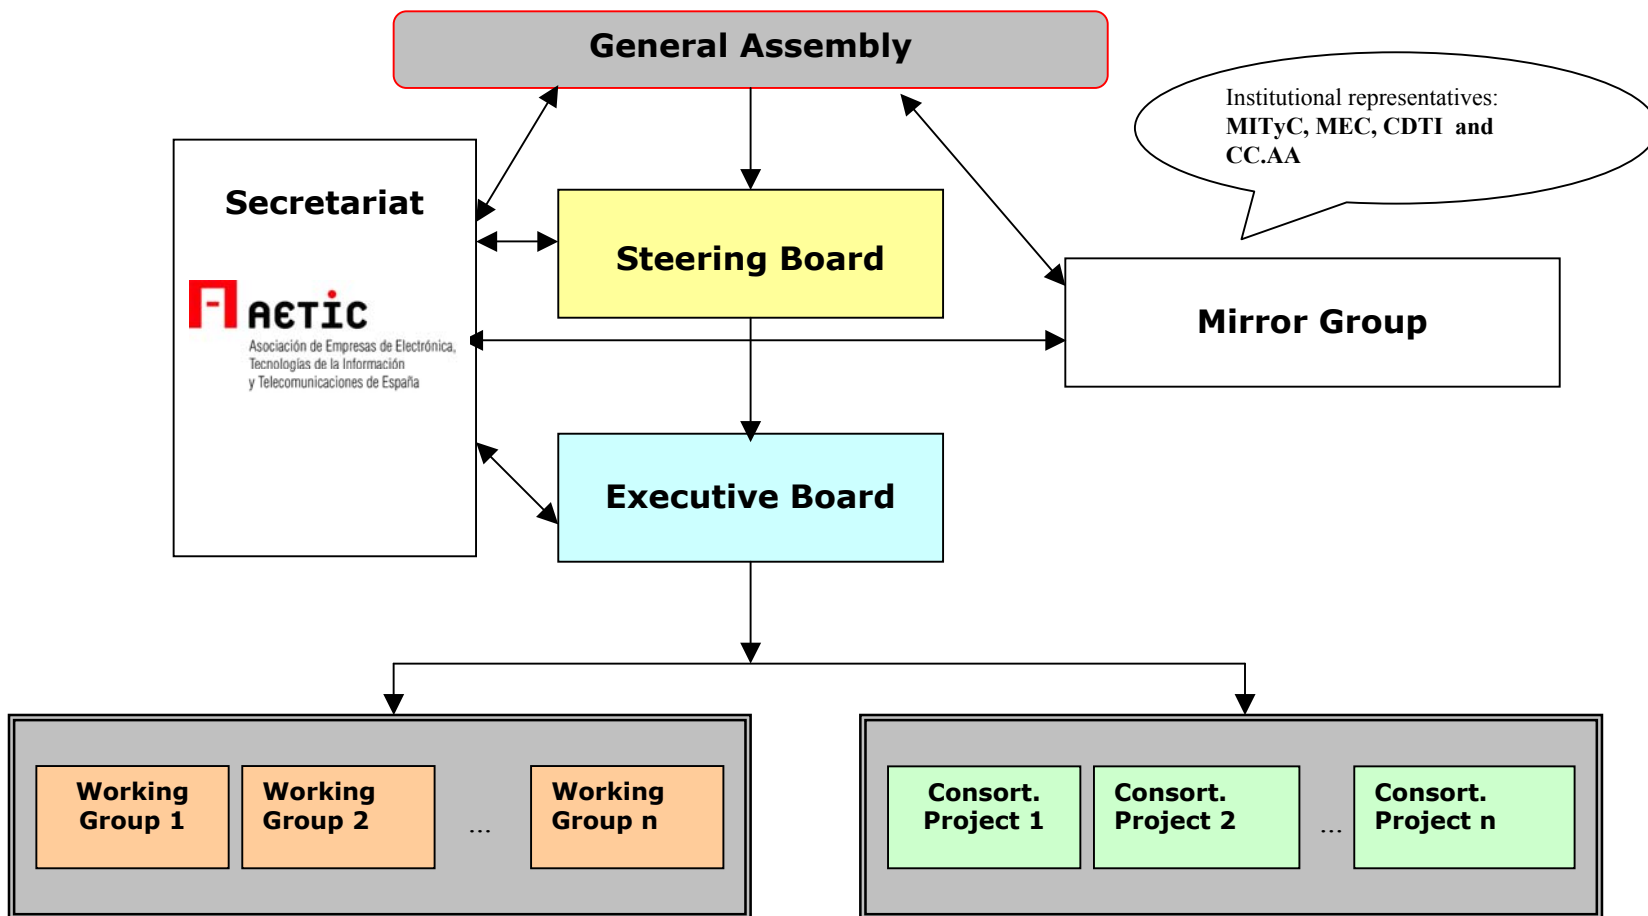 General Assembly
Institutional representatives:
MITyC, MEC, CDTI and
CC.AA
Secretariat
AETIC
Asociación de Empresas de Electrónica,
Tecnologías de la Información
y Telecomunicaciones de España
Steering Board
Mirror Group
Executive Board
Working
Group 1
Working
Group 2
...
Working
Group n
Consort.
Project 1
Consort.
Project 2
...
Consort.
Project n